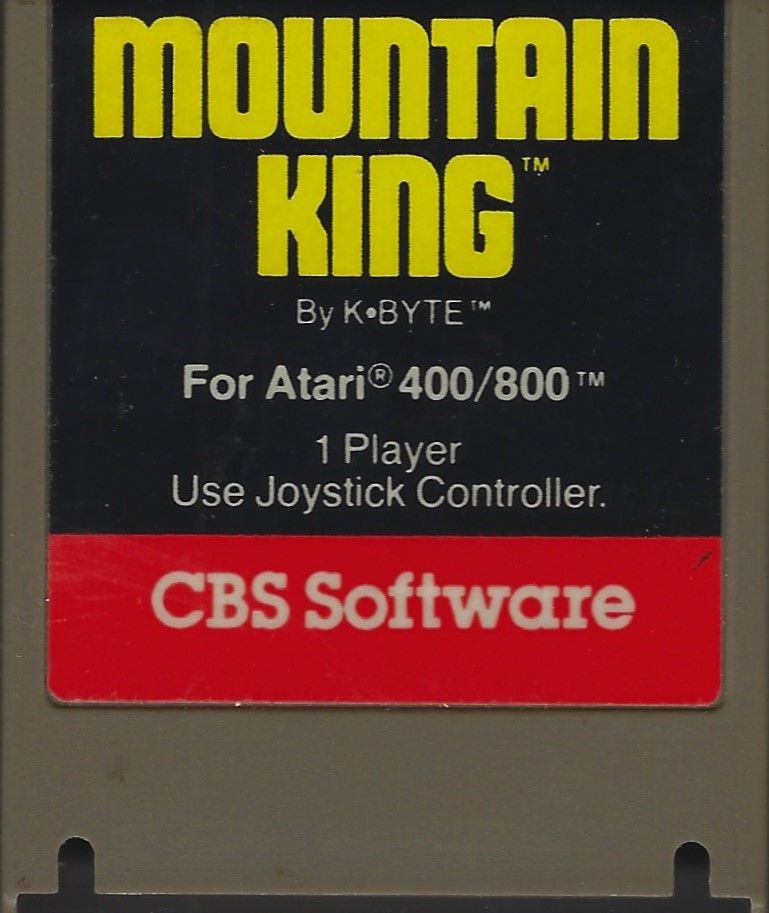 MOUNTAIN
KING™
By K•BYTE™
For Atari® 400/800™
1 Player
Use Joystick Controller.
CBS Software